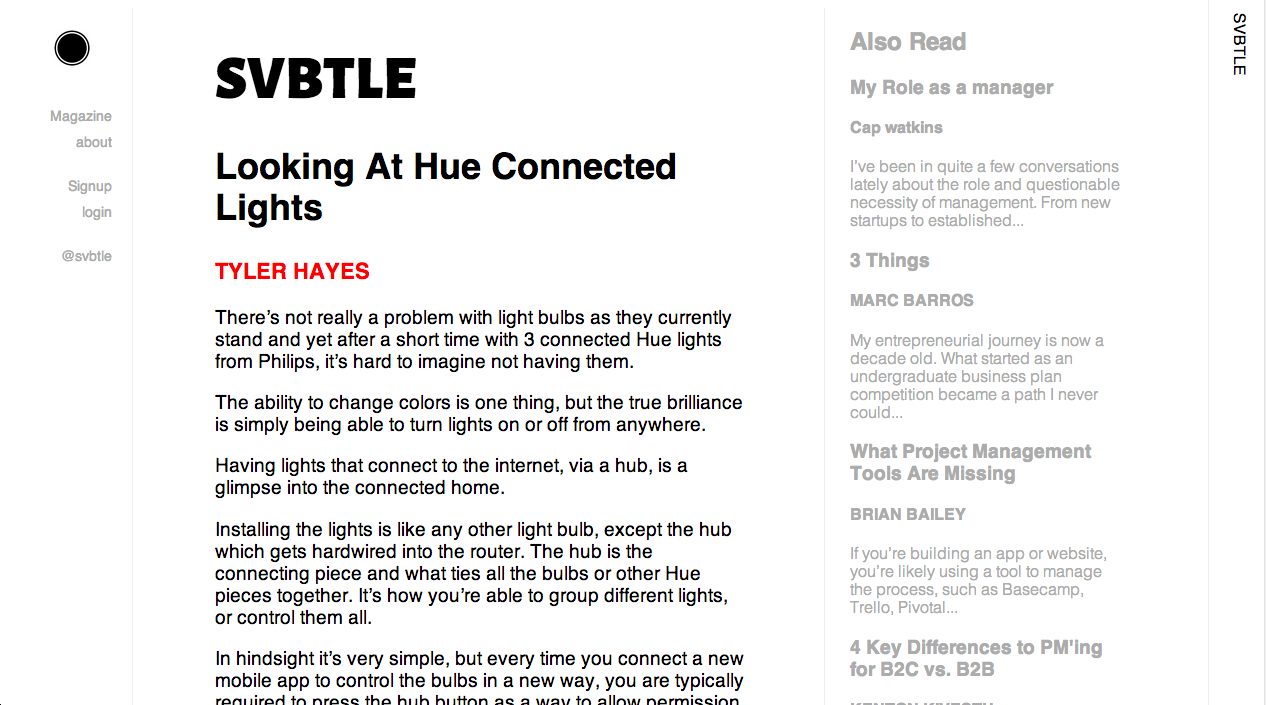 Magazine
about
Signup
login
@svbtle
SVBTLE
Looking At Hue Connected
Lights
TYLER HAYES
There's not really a problem with light bulbs as they currently
stand and yet after a short time with 3 connected Hue lights
from Philips, it's hard to imagine not having them.
The ability to change colors is one thing, but the true brilliance
is simply being able to turn lights on or off from anywhere.
Having lights that connect to the internet, via a hub, is a
glimpse into the connected home.
Installing the lights is like any other light bulb, except the hub
which gets hardwired into the router. The hub is the
connecting piece and what ties all the bulbs or other Hue
pieces together. It's how you're able to group different lights,
or control them all.
In hindsight it's very simple, but every time you connect a new
mobile app to control the bulbs in a new way, you are typically
required to press the hub button as a way to allow permission
Also Read
My Role as a manager
Cap watkins
I've been in quite a few conversations
lately about the role and questionable
necessity of management. From new
startups to established...
3 Things
MARC BARROS
My entrepreneurial journey is now a
decade old. What started as an
undergraduate business plan
competition became a path I never
could...
What Project Management
Tools Are Missing
BRIAN BAILEY
If you're building an app or website,
you're likely using a tool to manage
the process, such as Basecamp,
Trello, Pivotal...
4 Key Differences to PM'ing
for B2C vs. B2B
SVBTLE